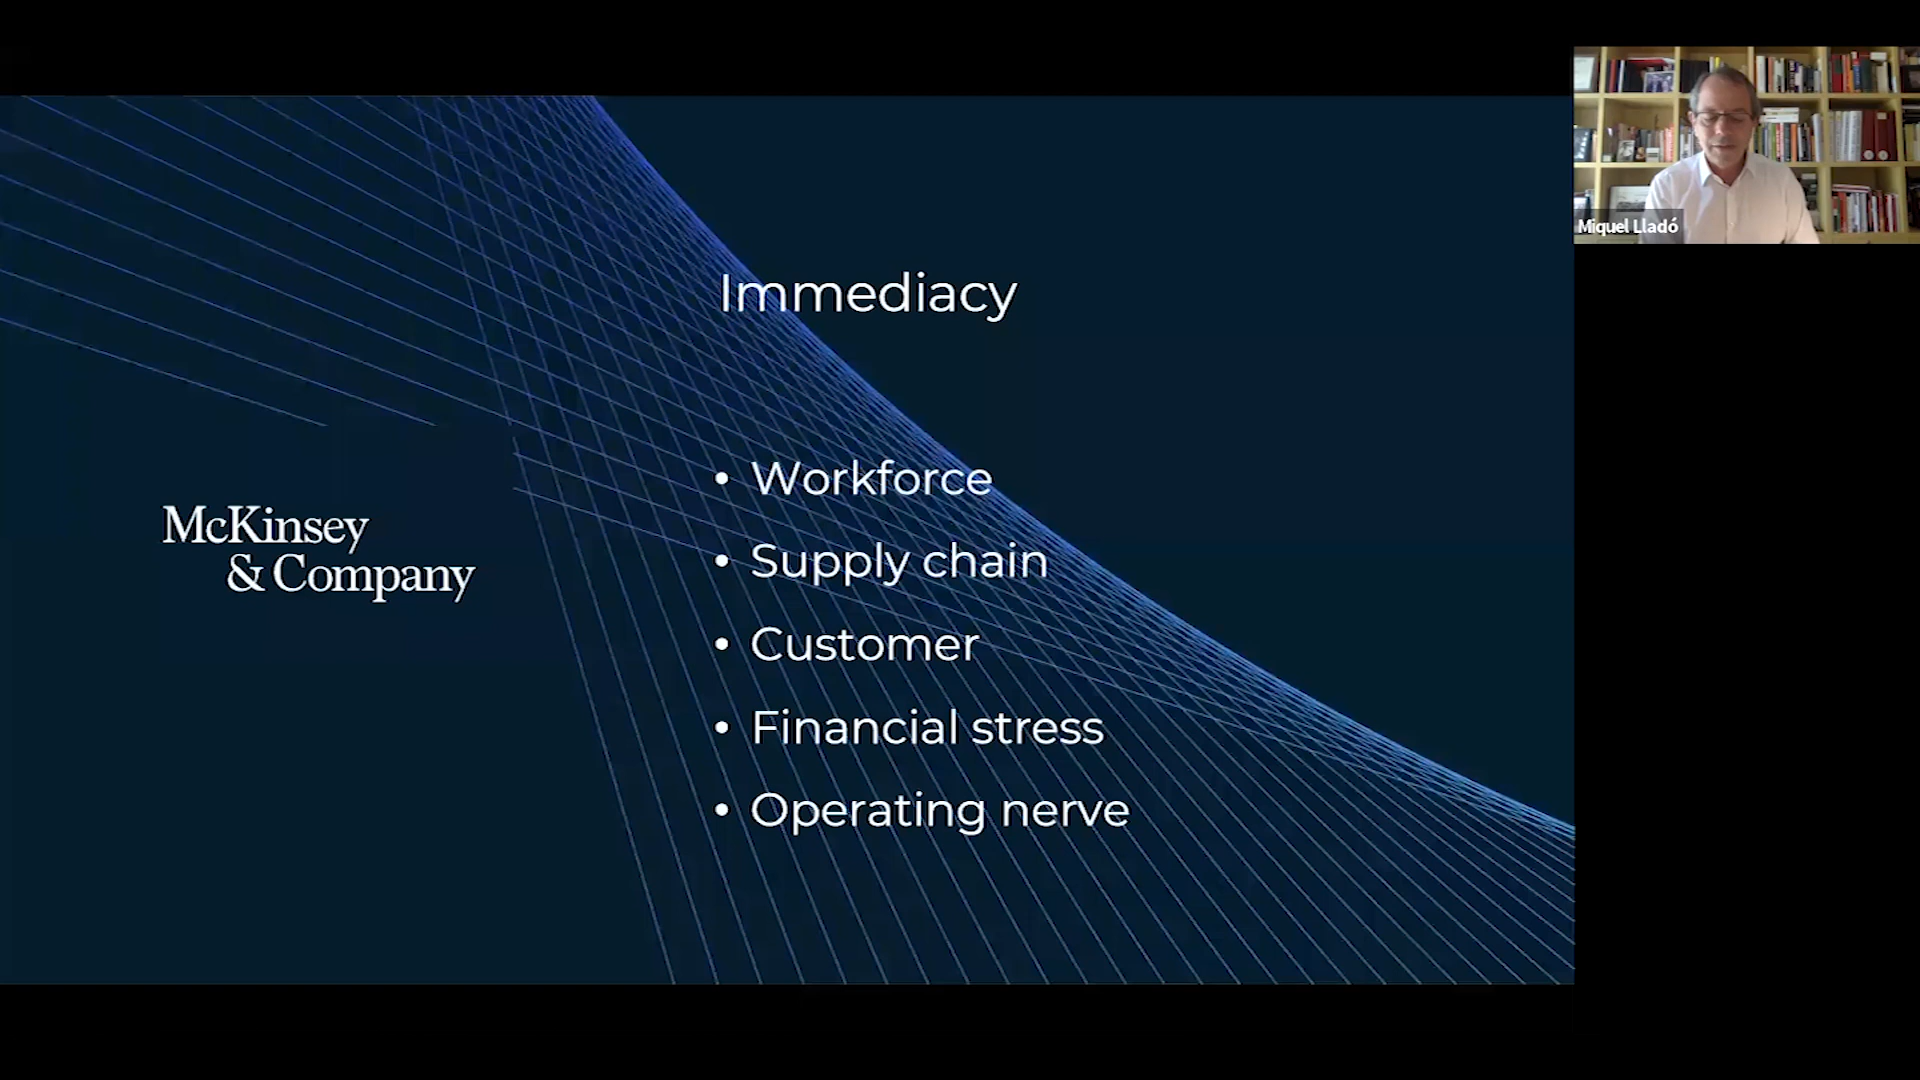 Miquel Lladó
Immediacy
McKinsey
& Company
• Workforce
• Supply chain
• Customer
• Financial stress
• Operating nerve